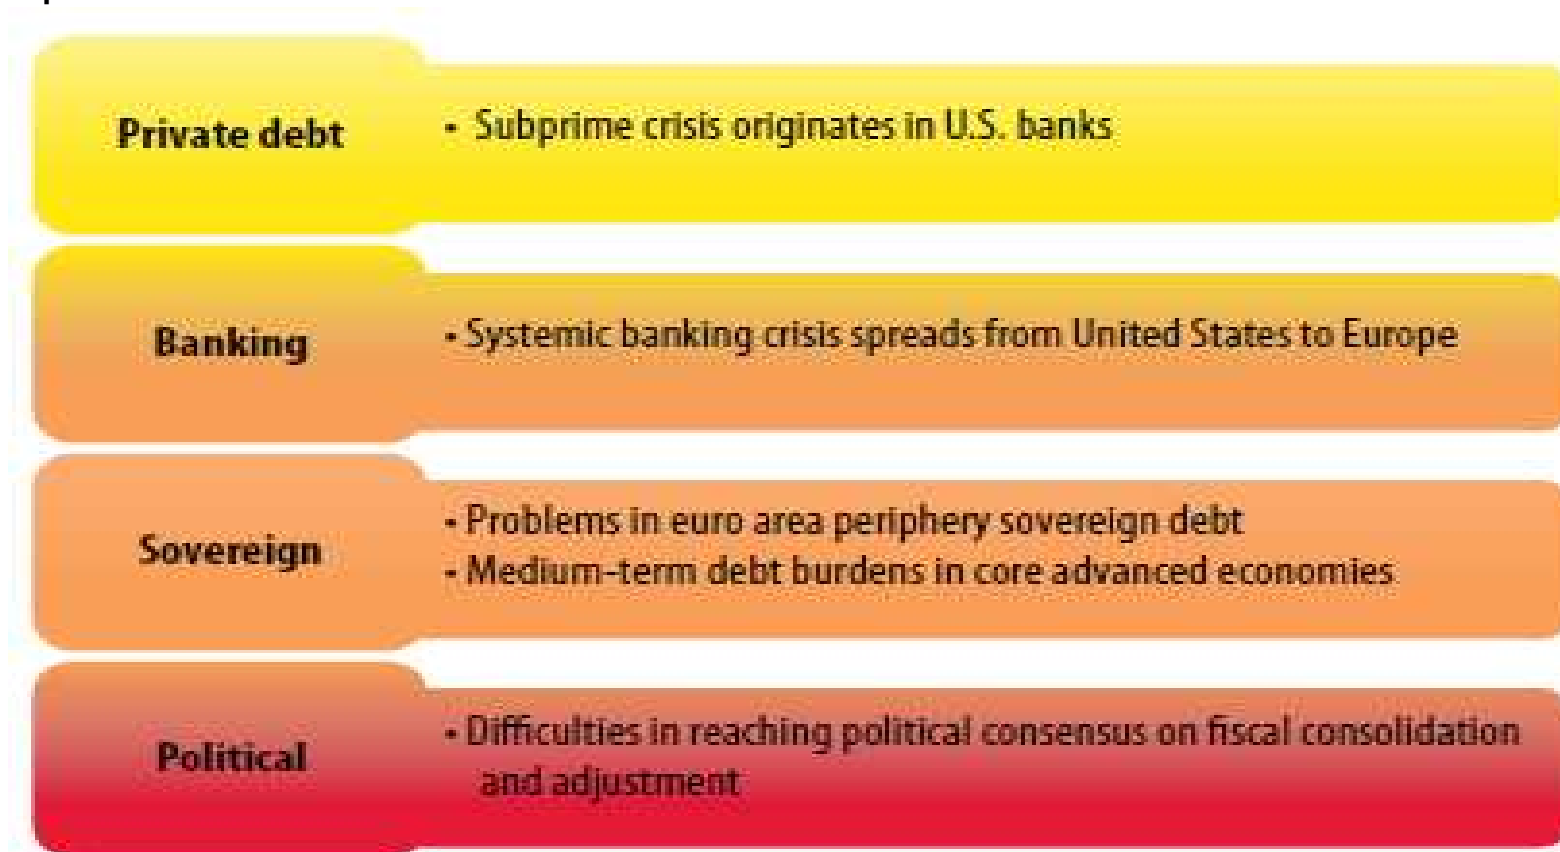 Private debt
• Subprime crisis originates in U.S. banks
Banking
• Systemic banking crisis spreads from United States to Europe
Sovereign
• Problems in euro area periphery sovereign debt
• Medium-term debt burdens in core advanced economies
Political
• Difficulties in reaching political consensus on fiscal consolidation
and adjustment